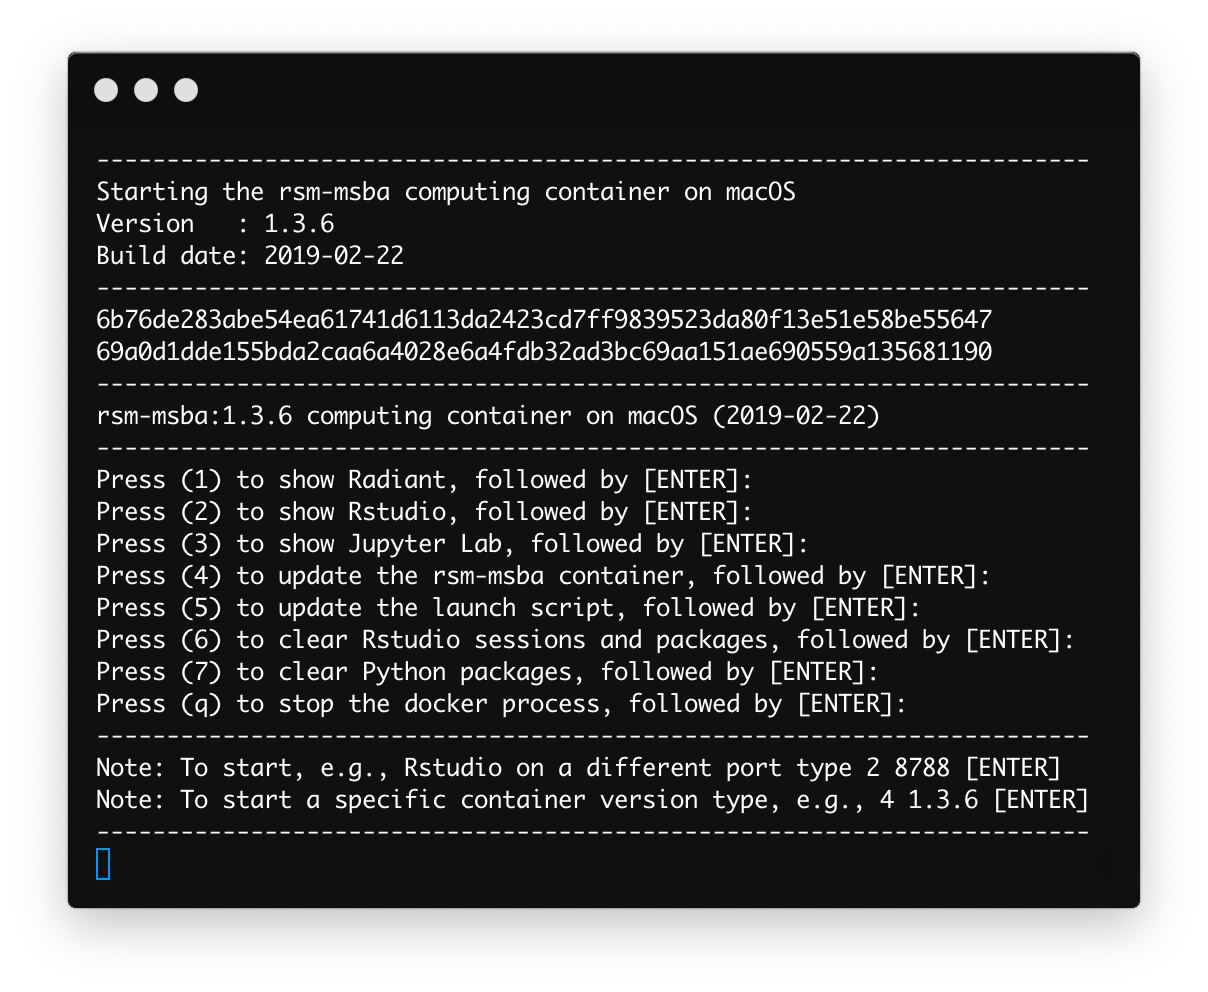 -----------------------------------------------------------------------
Starting the rsm-msba computing container on macOS
Version   : 1.3.6
Build date: 2019-02-22
-----------------------------------------------------------------------
6b76de283abe54ea61741d6113da2423cd7ff9839523da80f13e51e58be55647
69a0d1dde155bda2caa6a4028e6a4fdb32ad3bc69aa151ae690559a135681190
-----------------------------------------------------------------------
rsm-msba:1.3.6 computing container on macOS (2019-02-22)
-----------------------------------------------------------------------
Press (1) to show Radiant, followed by [ENTER]:
Press (2) to show Rstudio, followed by [ENTER]:
Press (3) to show Jupyter Lab, followed by [ENTER]:
Press (4) to update the rsm-msba container, followed by [ENTER]:
Press (5) to update the launch script, followed by [ENTER]:
Press (6) to clear Rstudio sessions and packages, followed by [ENTER]:
Press (7) to clear Python packages, followed by [ENTER]:
Press (q) to stop the docker process, followed by [ENTER]:
-----------------------------------------------------------------------
Note: To start, e.g., Rstudio on a different port type 2 8788 [ENTER]
Note: To start a specific container version type, e.g., 4 1.3.6 [ENTER]
-----------------------------------------------------------------------